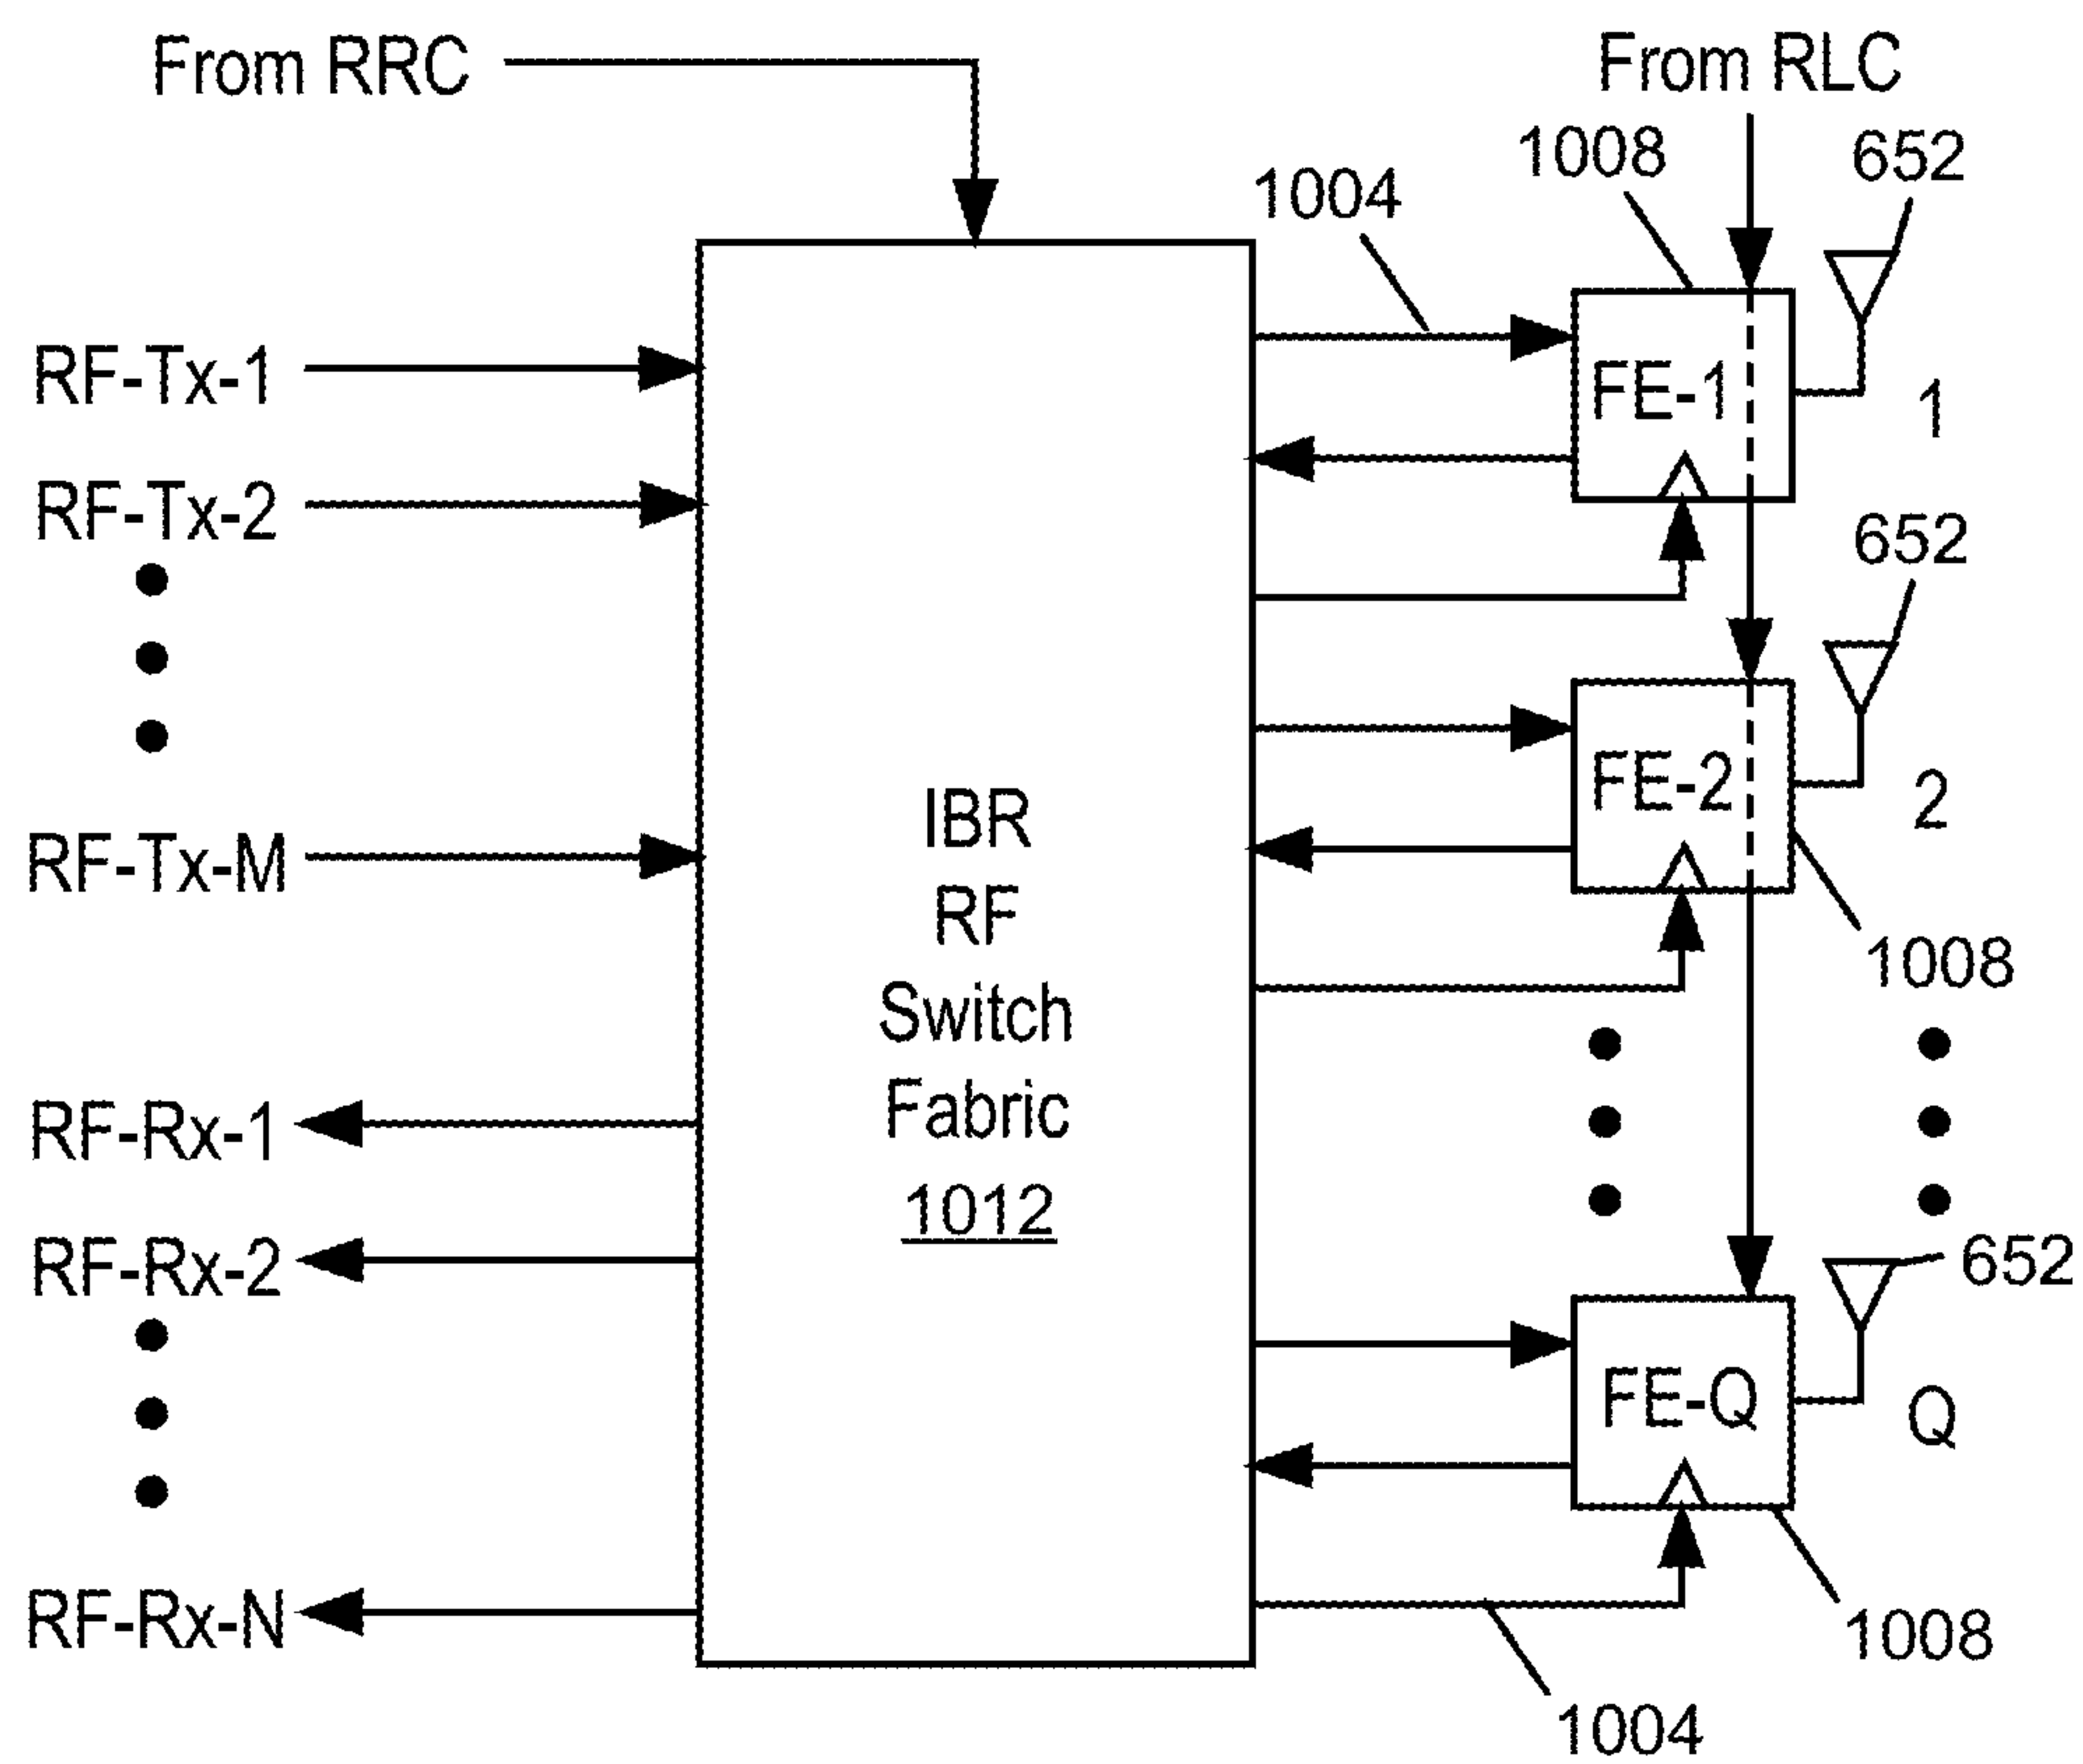 From RRC
From RLC
1008
652
1004
RF-Tx-1
FE-1
1
RF-Tx-2
652
FE-2
2
RF-Tx-M
IBR
RF
Switch
Fabric
1012
1008
RF-Rx-1
RF-Rx-2
652
FE-Q
Q
RF-Rx-N
1008
1004